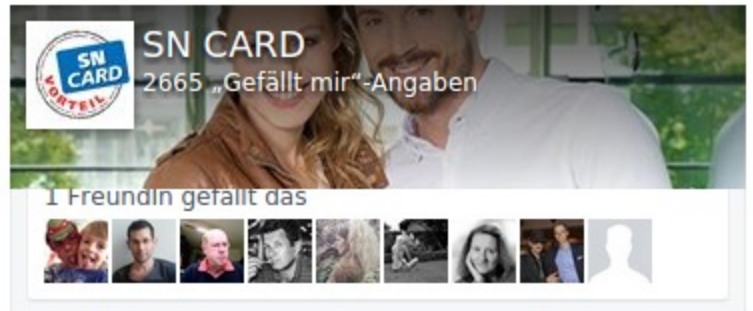 SN
CARD
VORTEIL
SN CARD
2665 „Gefällt mir“-Angaben
1 Freundin gefällt das